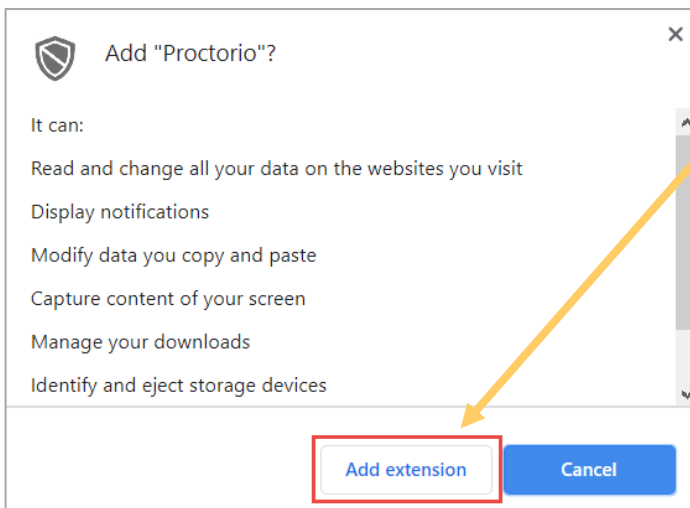 Add "Proctorio"?
It can:
Read and change all your data on the websites you visit
Display notifications
Modify data you copy and paste
Capture content of your screen
Manage your downloads
Identify and eject storage devices
Add extension
Cancel